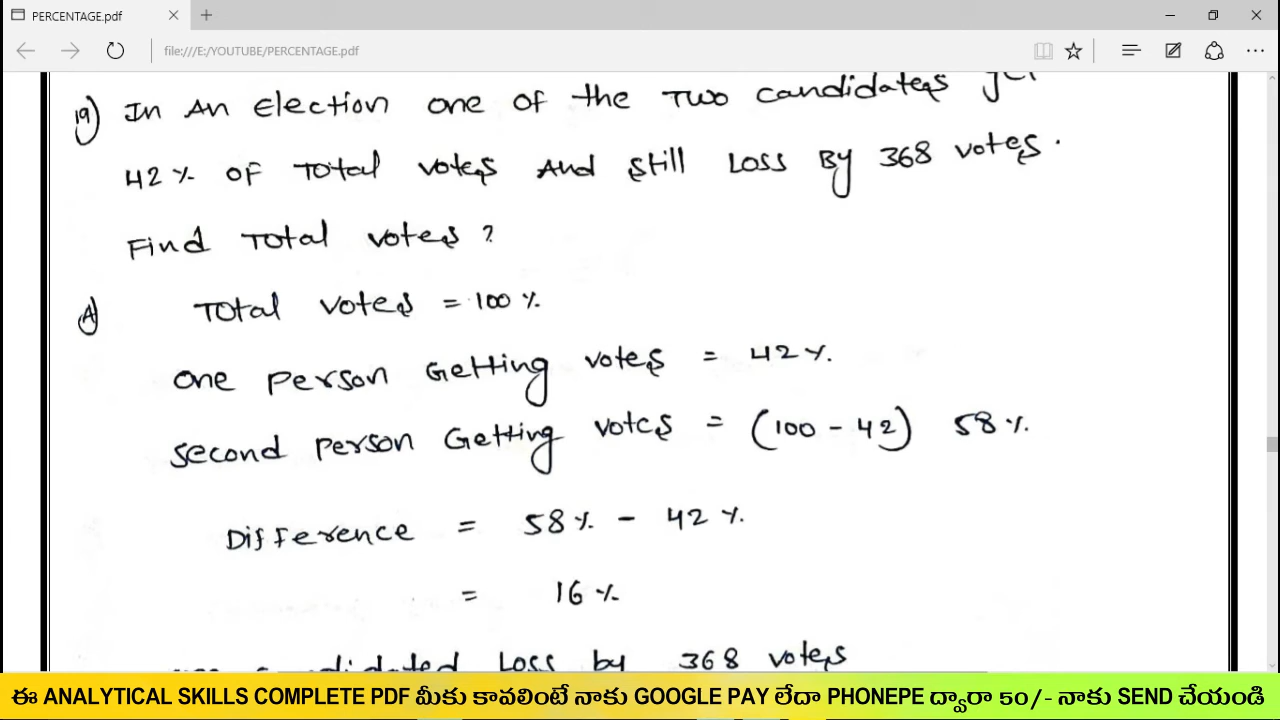 PERCENTAGE.pdf
file:///E:/YOUTUBE/PERCENTAGE.pdf
19) In An election one of the Two candidates
42% OF Total votes And still Loss By 368 votes.
Find Total votes?
A) Total votes = 100%
one person Getting votes = 42%.
second person Getting votes = (100 - 42) 58%.
Difference = 58% - 42%.
= 16%
Loss by 368 votes
ఈ ANALYTICAL SKILLS COMPLETE PDF మీకు కావలింటే నాకు GOOGLE PAY లేదా PHONEPE ద్వారా 50/- నాకు SEND చేయండి